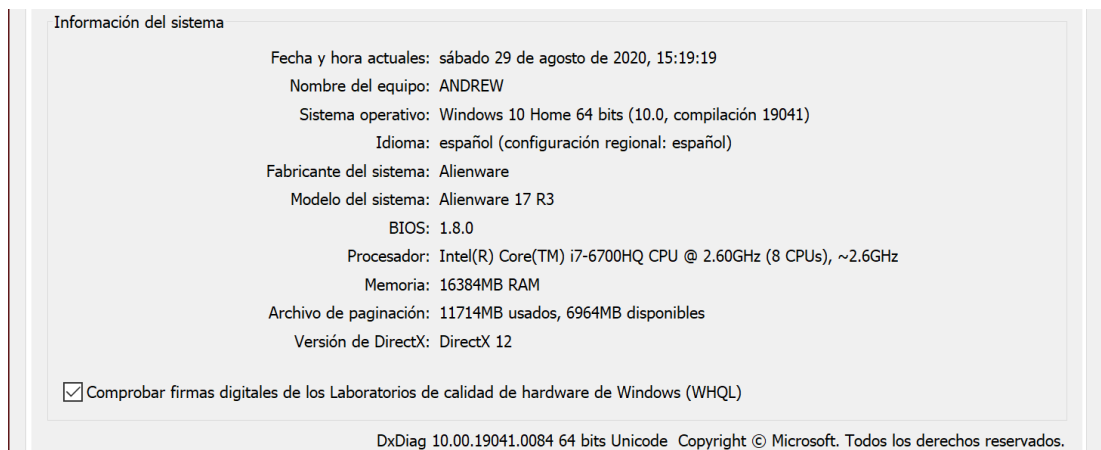 Información del sistema
Fecha y hora actuales: sábado 29 de agosto de 2020, 15:19:19
Nombre del equipo: ANDREW
Sistema operativo: Windows 10 Home 64 bits (10.0, compilación 19041)
Idioma: español (configuración regional: español)
Fabricante del sistema: Alienware
Modelo del sistema: Alienware 17 R3
BIOS: 1.8.0
Procesador: Intel(R) Core(TM) i7-6700HQ CPU @ 2.60GHz (8 CPUs), ~2.6GHz
Memoria: 16384MB RAM
Archivo de paginación: 11714MB usados, 6964MB disponibles
Versión de DirectX: DirectX 12
Comprobar firmas digitales de los Laboratorios de calidad de hardware de Windows (WHQL)
DxDiag 10.00.19041.0084 64 bits Unicode Copyright © Microsoft. Todos los derechos reservados.